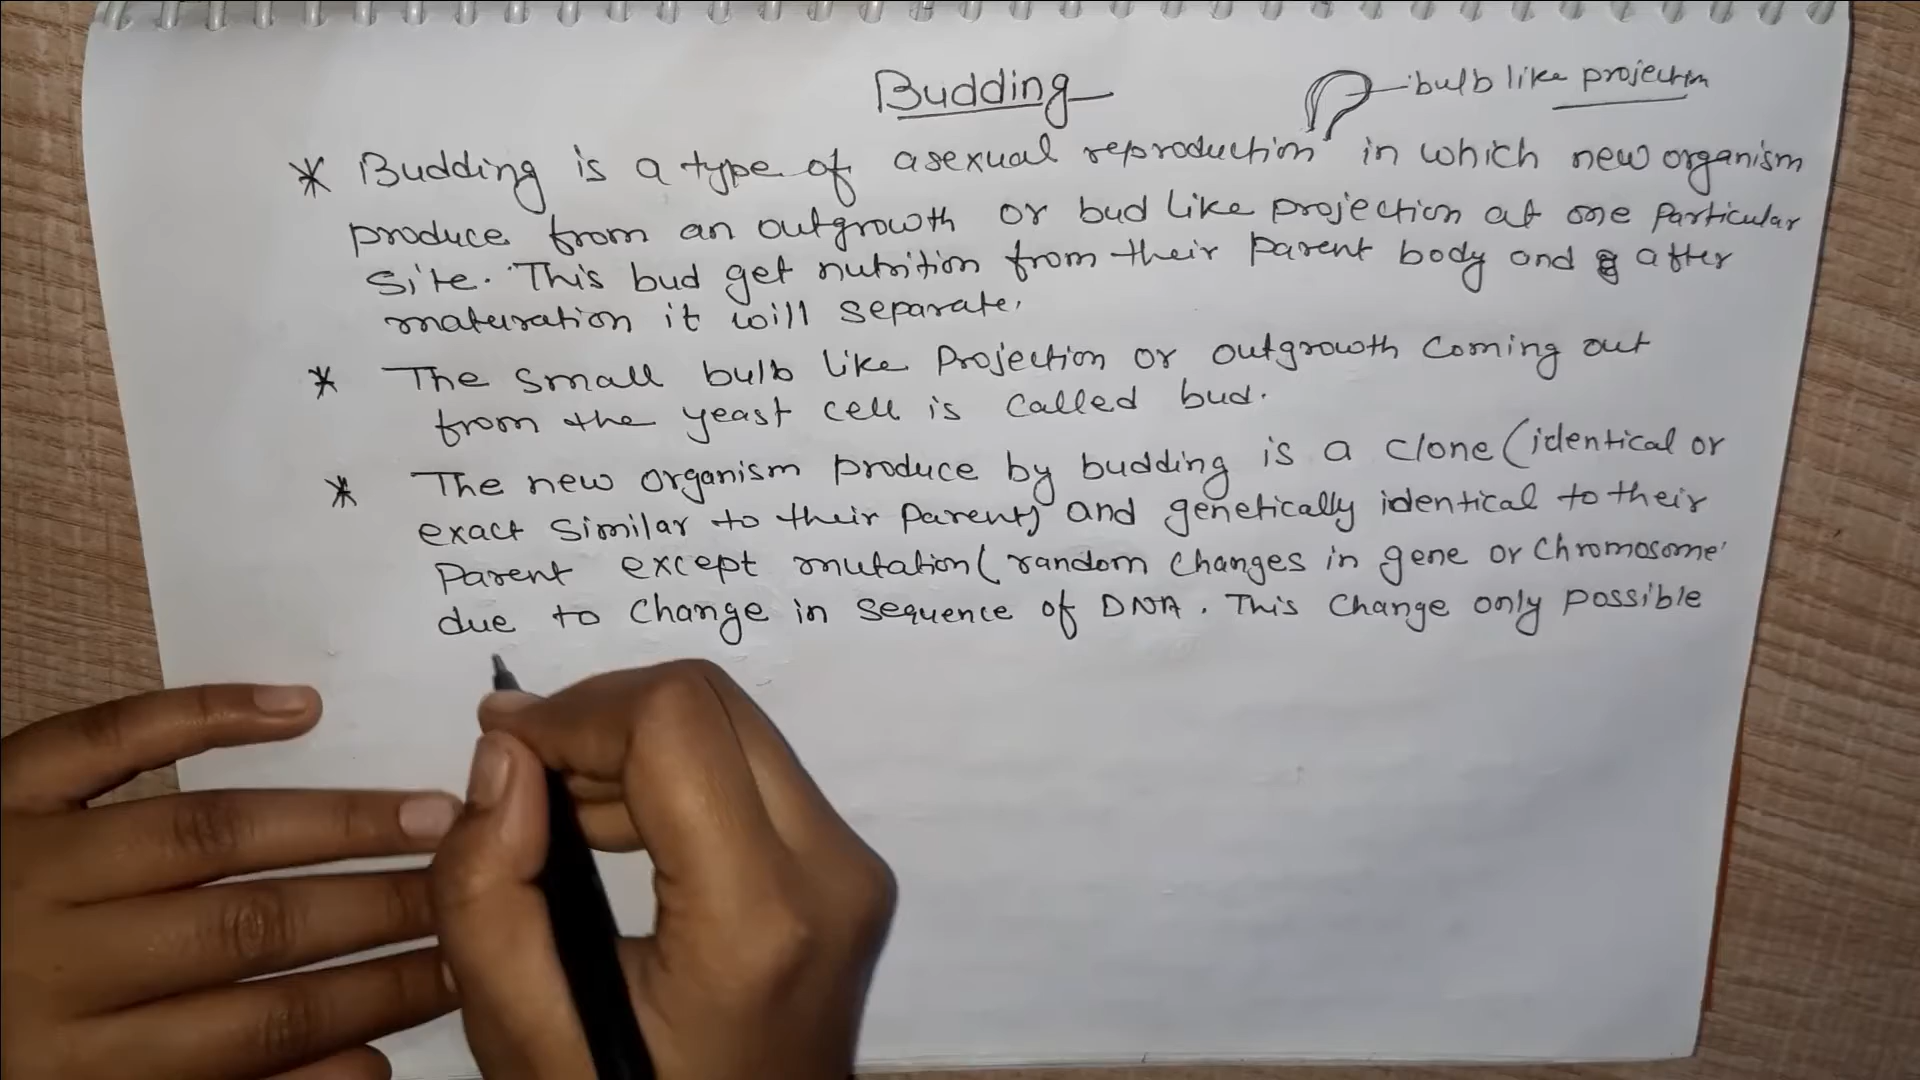 Budding
bulb like projection
* Budding is a type of asexual reproduction in which new organism
produce from an outgrowth or bud like projection at one particular
site. This bud get nutrition from their parent body and after
maturation it will separate.
* The small bulb like Projection or outgrowth coming out
from the yeast cell is called bud.
* The new organism produce by budding is a clone (identical or
exact similar to their parent) and genetically identical to their
parent except mutation (random changes in gene or chromosome
due to change in sequence of DNA. This change only possible